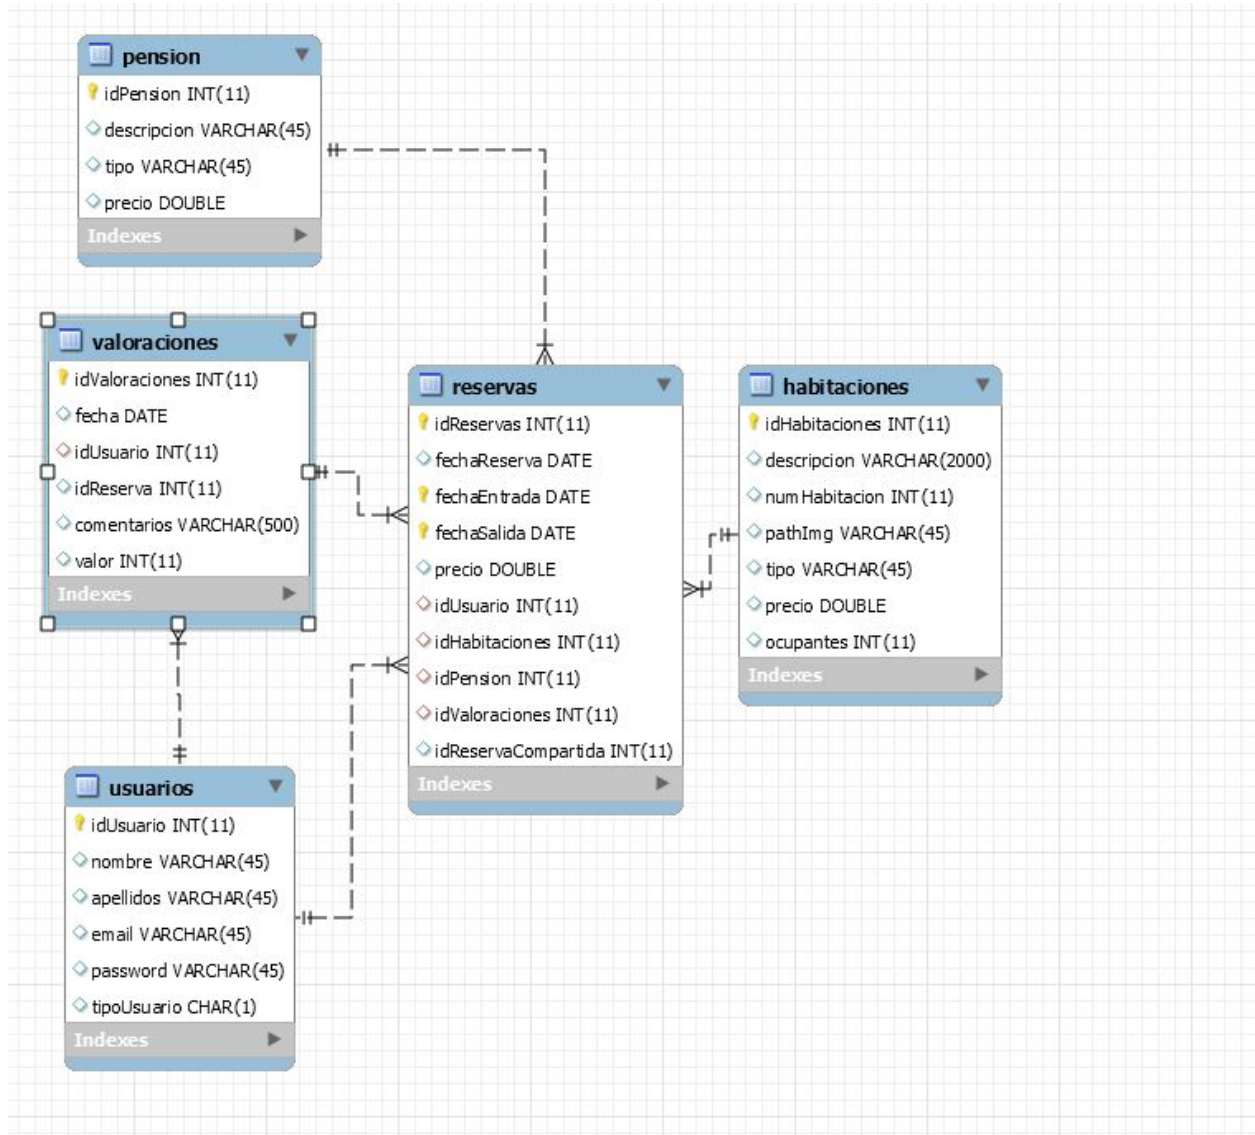 pension
idPension INT(11)
descripcion VARCHAR(45)
tipo VARCHAR(45)
precio DOUBLE
Indexes
valoraciones
idValoraciones INT(11)
fecha DATE
idUsuario INT(11)
idReserva INT(11)
comentarios VARCHAR(500)
valor INT(11)
Indexes
reservas
idReservas INT(11)
fechaReserva DATE
fechaEntrada DATE
fechaSalida DATE
precio DOUBLE
idUsuario INT(11)
idHabitaciones INT(11)
idPension INT(11)
idValoraciones INT(11)
idReservaCompartida INT(11)
Indexes
habitaciones
idHabitaciones INT(11)
descripcion VARCHAR(2000)
numHabitacion INT(11)
pathImg VARCHAR(45)
tipo VARCHAR(45)
precio DOUBLE
ocupantes INT(11)
Indexes
usuarios
idUsuario INT(11)
nombre VARCHAR(45)
apellidos VARCHAR(45)
email VARCHAR(45)
password VARCHAR(45)
tipoUsuario CHAR(1)
Indexes